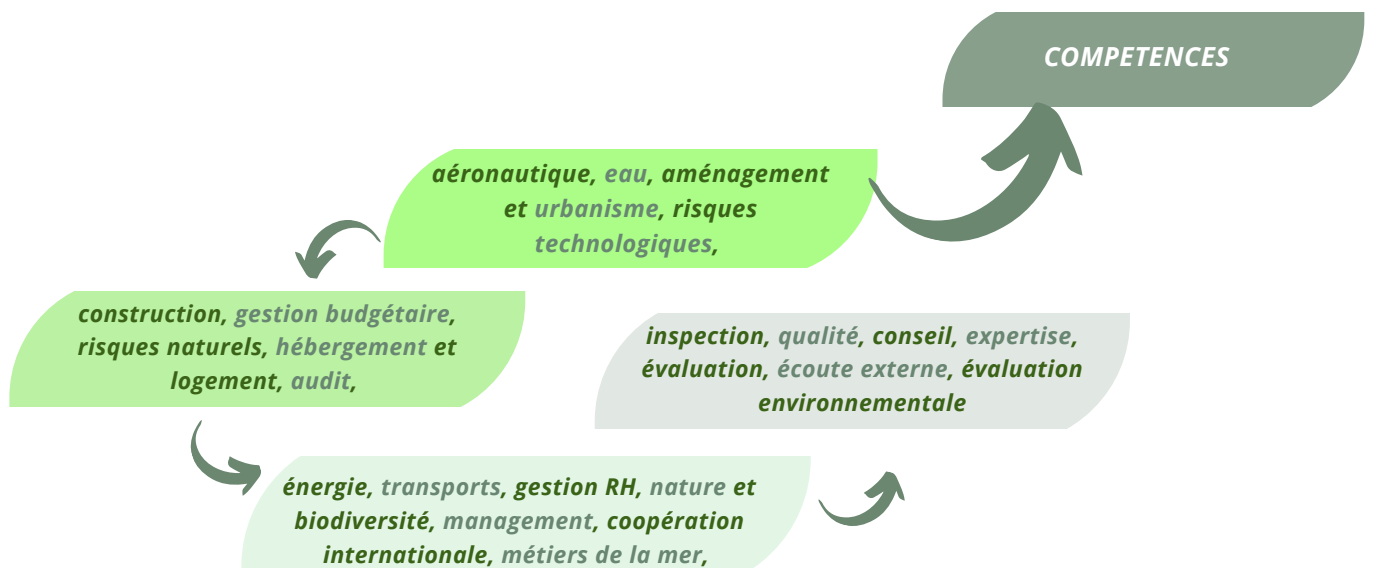 COMPETENCES
aéronautique, eau, aménagement
et urbanisme, risques
technologiques,
construction, gestion budgétaire,
risques naturels, hébergement et
logement, audit,
énergie, transports, gestion RH, nature et
biodiversité, management, coopération
internationale, métiers de la mer,
inspection, qualité, conseil, expertise,
évaluation, écoute externe, évaluation
environnementale